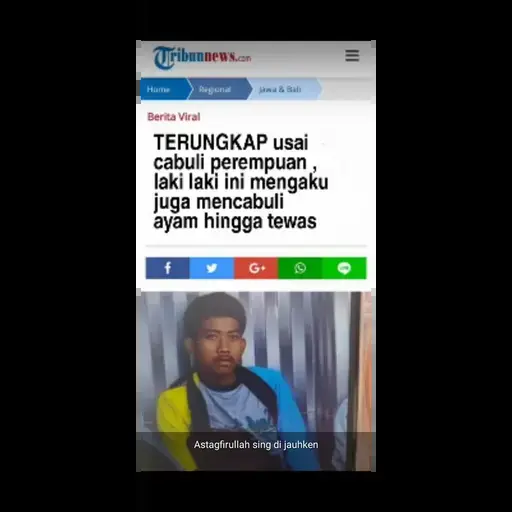 Tribunnews.com
Home Regional Jawa & Bali
Berita Viral
TERUNGKAP usai
cabuli perempuan ,
laki laki ini mengaku
juga mencabuli
ayam hingga tewas
f G+ LINE
Astagfirullah sing di jauhken